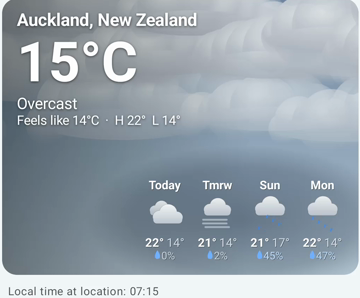 Auckland, New Zealand
15°C
Overcast
Feels like 14°C · H 22° L 14°
Today Tmrw Sun Mon
22° 14° 21° 14° 21° 17° 22° 14°
0% 2% 45% 47%
Local time at location: 07:15